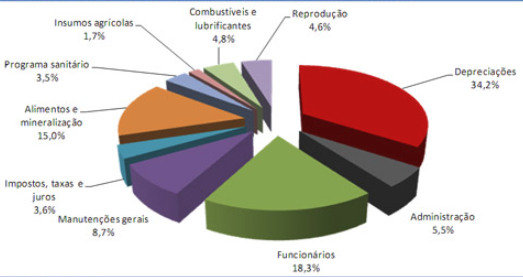 Combustíveis e
lubrificantes
4,8%
Reprodução
4,6%
Insumos agrícolas
1,7%
Programa sanitário
3,5%
Depreciações
34,2%
Alimentos e
mineralização
15,0%
Impostos, taxas e
juros
3,6%
Manutenções gerais
8,7%
Administração
5,5%
Funcionários
18,3%